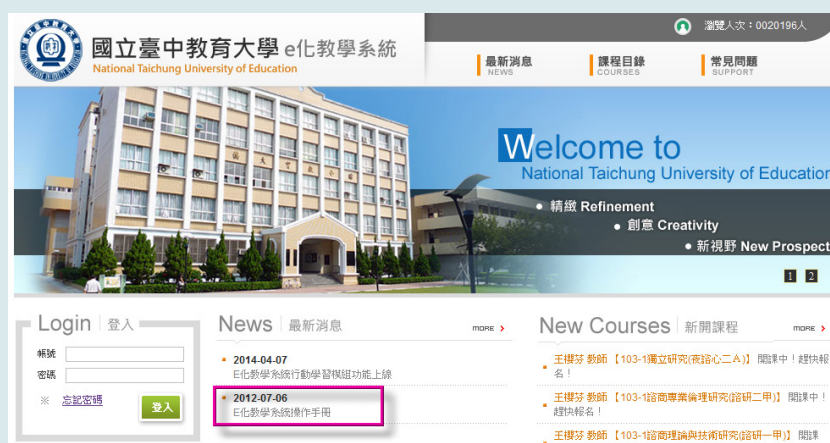 瀏覽人次：0020196人
國立臺中教育大學 e化教學系統
National Taichung University of Education
最新消息
NEWS
課程目錄
COURSES
常見問題
SUPPORT
Welcome to
National Taichung University of Education
• 精緻 Refinement
• 創意 Creativity
• 新視野 New Prospect
1 2
Login 登入
帳號
密碼
※ 忘記密碼
登入
News 最新消息
MORE
2014-04-07
E化教學系統行動學習模組功能上線
2012-07-06
E化教學系統操作手冊
New Courses 新開課程
MORE
王櫻芬 教師 【103-1獨立研究(夜諮心二A)】 開課中！趕快報
名！
王櫻芬 教師 【103-1諮商專業倫理研究(諮研二甲)】 開課中！
趕快報名！
王櫻芬 教師 【103-1諮商理論與技術研究(諮研一甲)】 開課